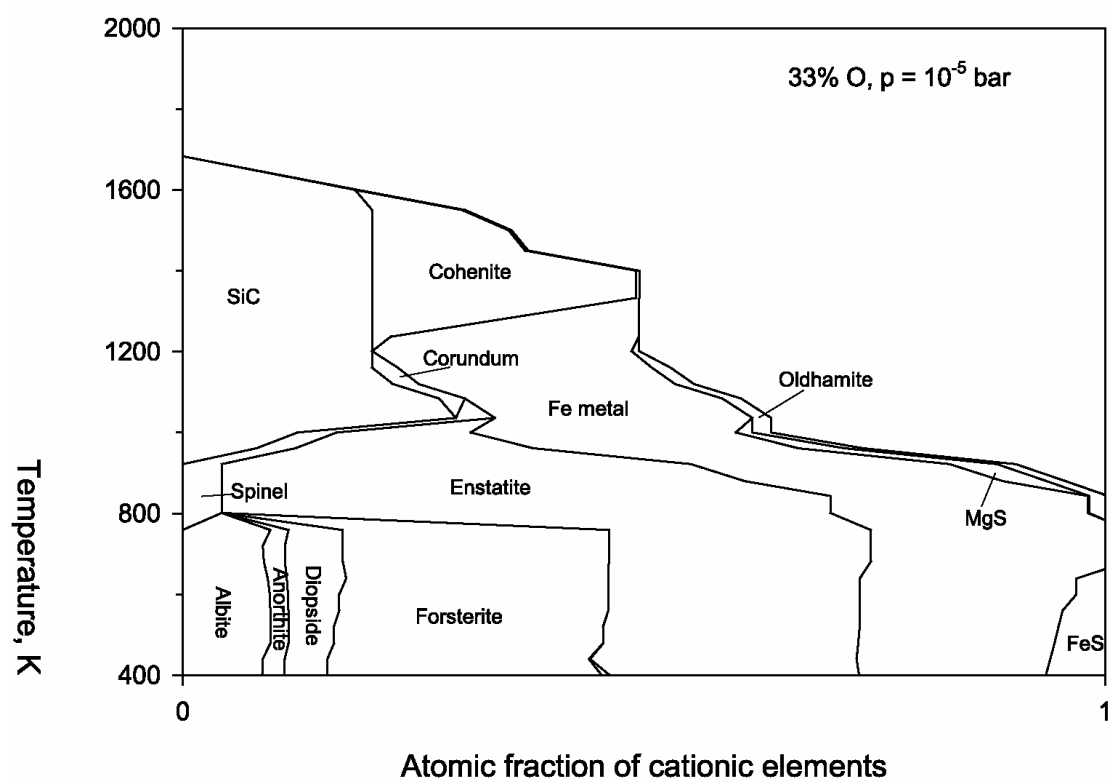 2000
33% O, p = 10⁻⁵ bar
1600
Cohenite
SiC
1200
Corundum
Oldhamite
Fe metal
Enstatite
Spinel
800
MgS
Albite
Anorthite
Diopside
Forsterite
FeS
400
Temperature, K
0
1
Atomic fraction of cationic elements